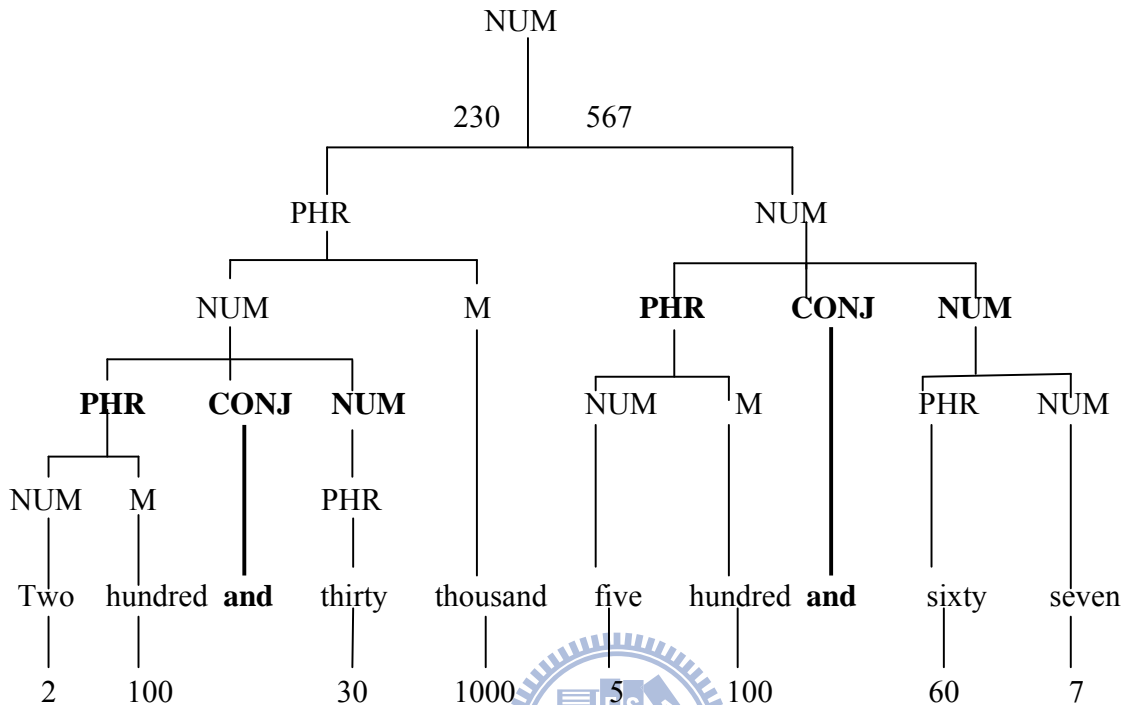 NUM
230 567
PHR NUM
NUM M PHR CONJ NUM
PHR CONJ NUM NUM M PHR NUM
NUM M PHR
Two hundred and thirty thousand five hundred and sixty seven
2 100 30 1000 5 100 60 7